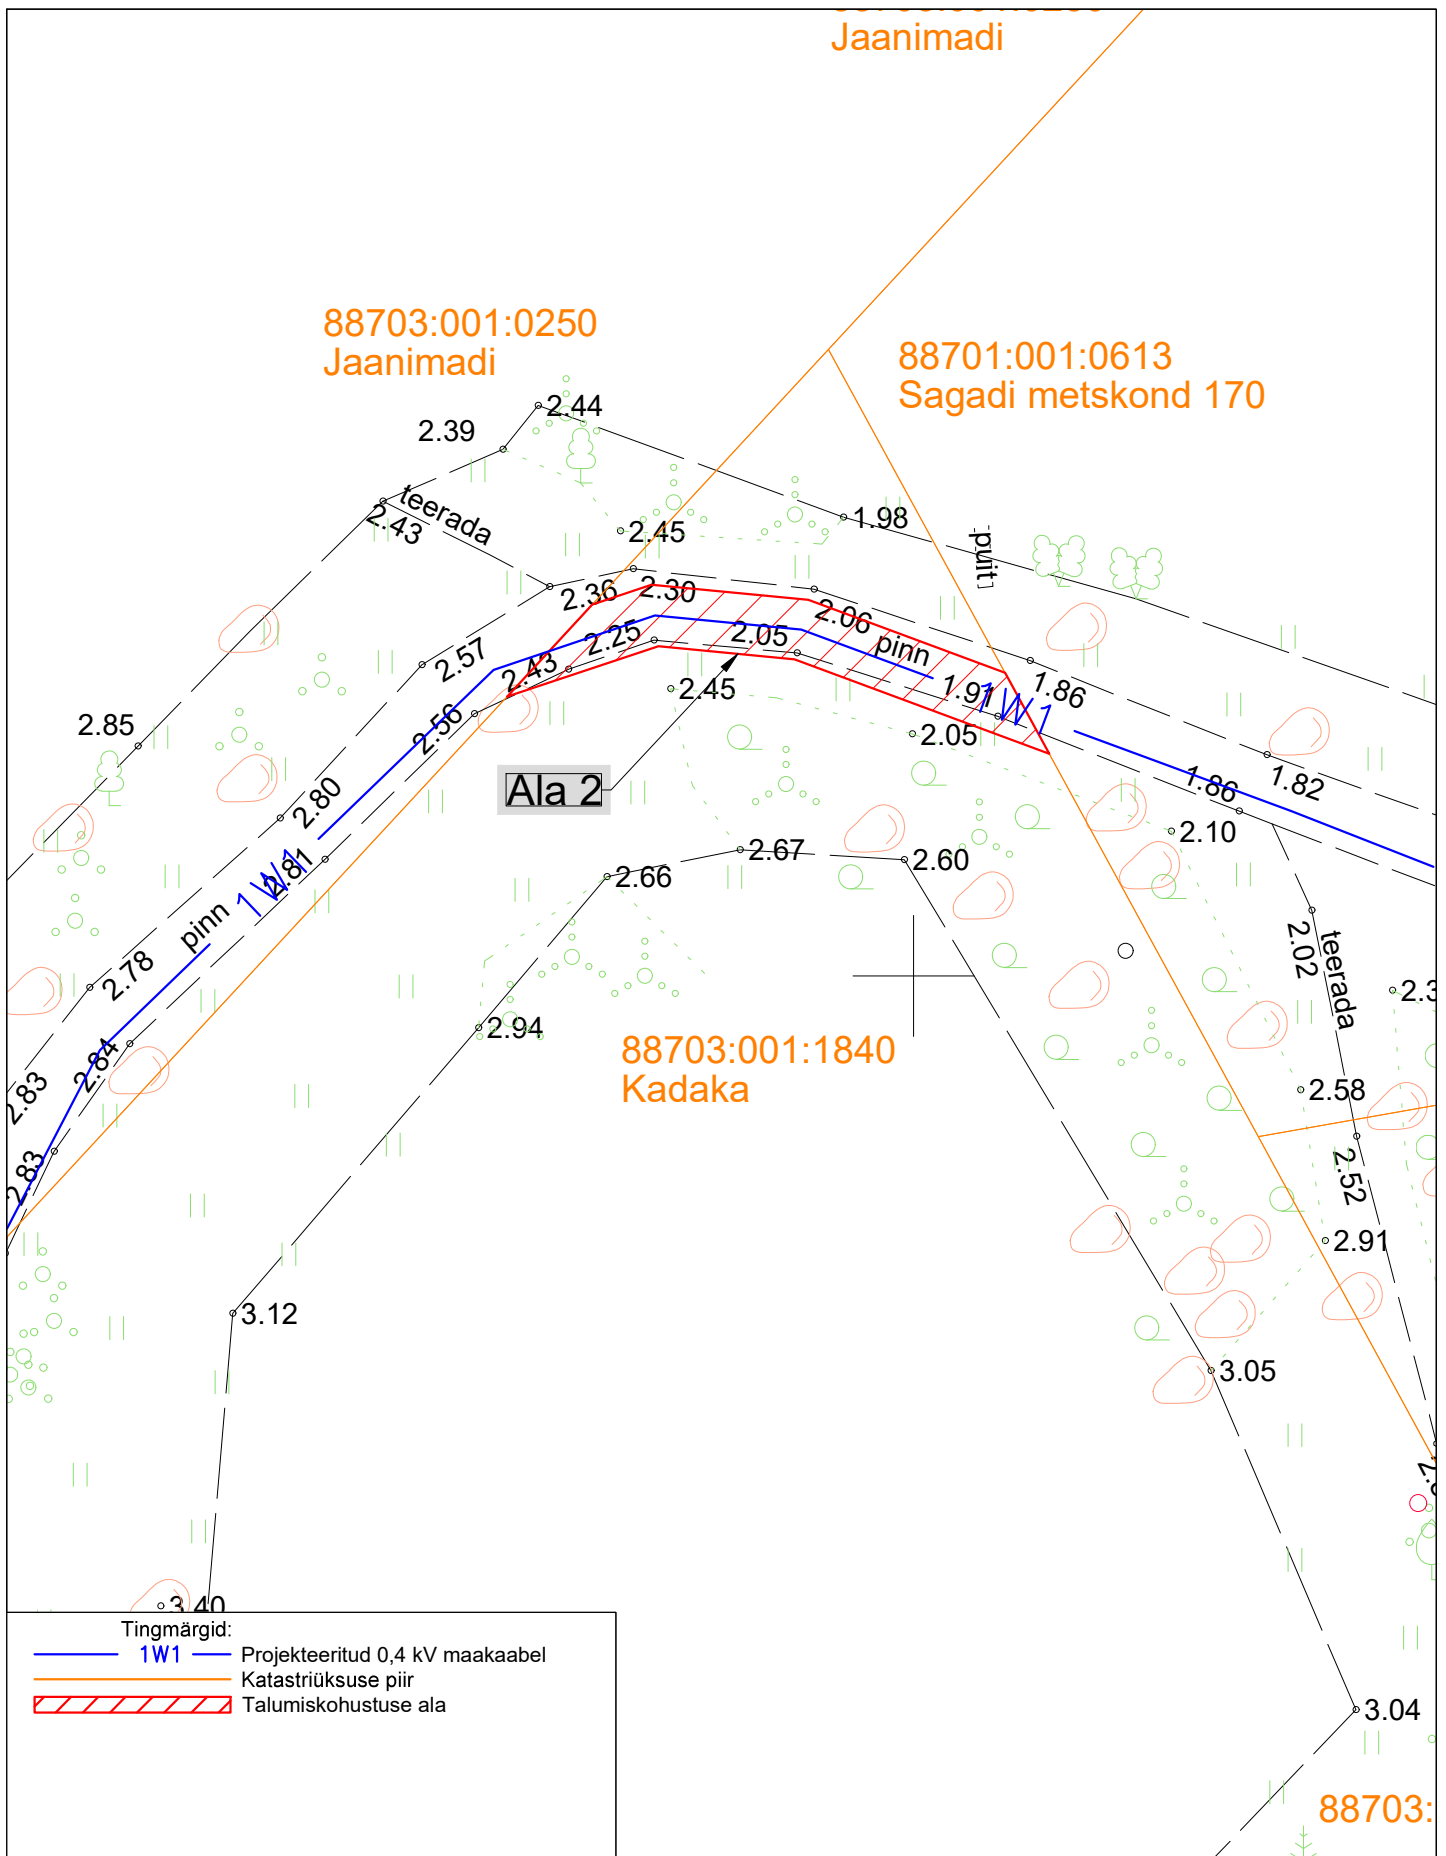 Jaanimadi
88703:001:0250
Jaanimadi
88701:001:0613
Sagadi metskond 170
2.44
2.39
teerada
2.43
2.45
1.98
puit
2.36
2.30
2.06
2.57
2.43
2.25
2.05
pinn
1.91
1W1
1.86
2.45
2.05
2.85
2.56
Ala 2
1.86
1.82
2.80
2.10
2.81
1W1
2.67
2.66
2.60
pinn
2.02
teerada
2.78
2.3
2.94
2.84
88703:001:1840
Kadaka
2.83
2.58
2.83
2.52
2.91
3.12
3.05
3.40
Tingmärgid:
1W1 Projekteeritud 0,4 kV maakaabel
Katastriüksuse piir
Talumiskohustuse ala
3.04
88703: